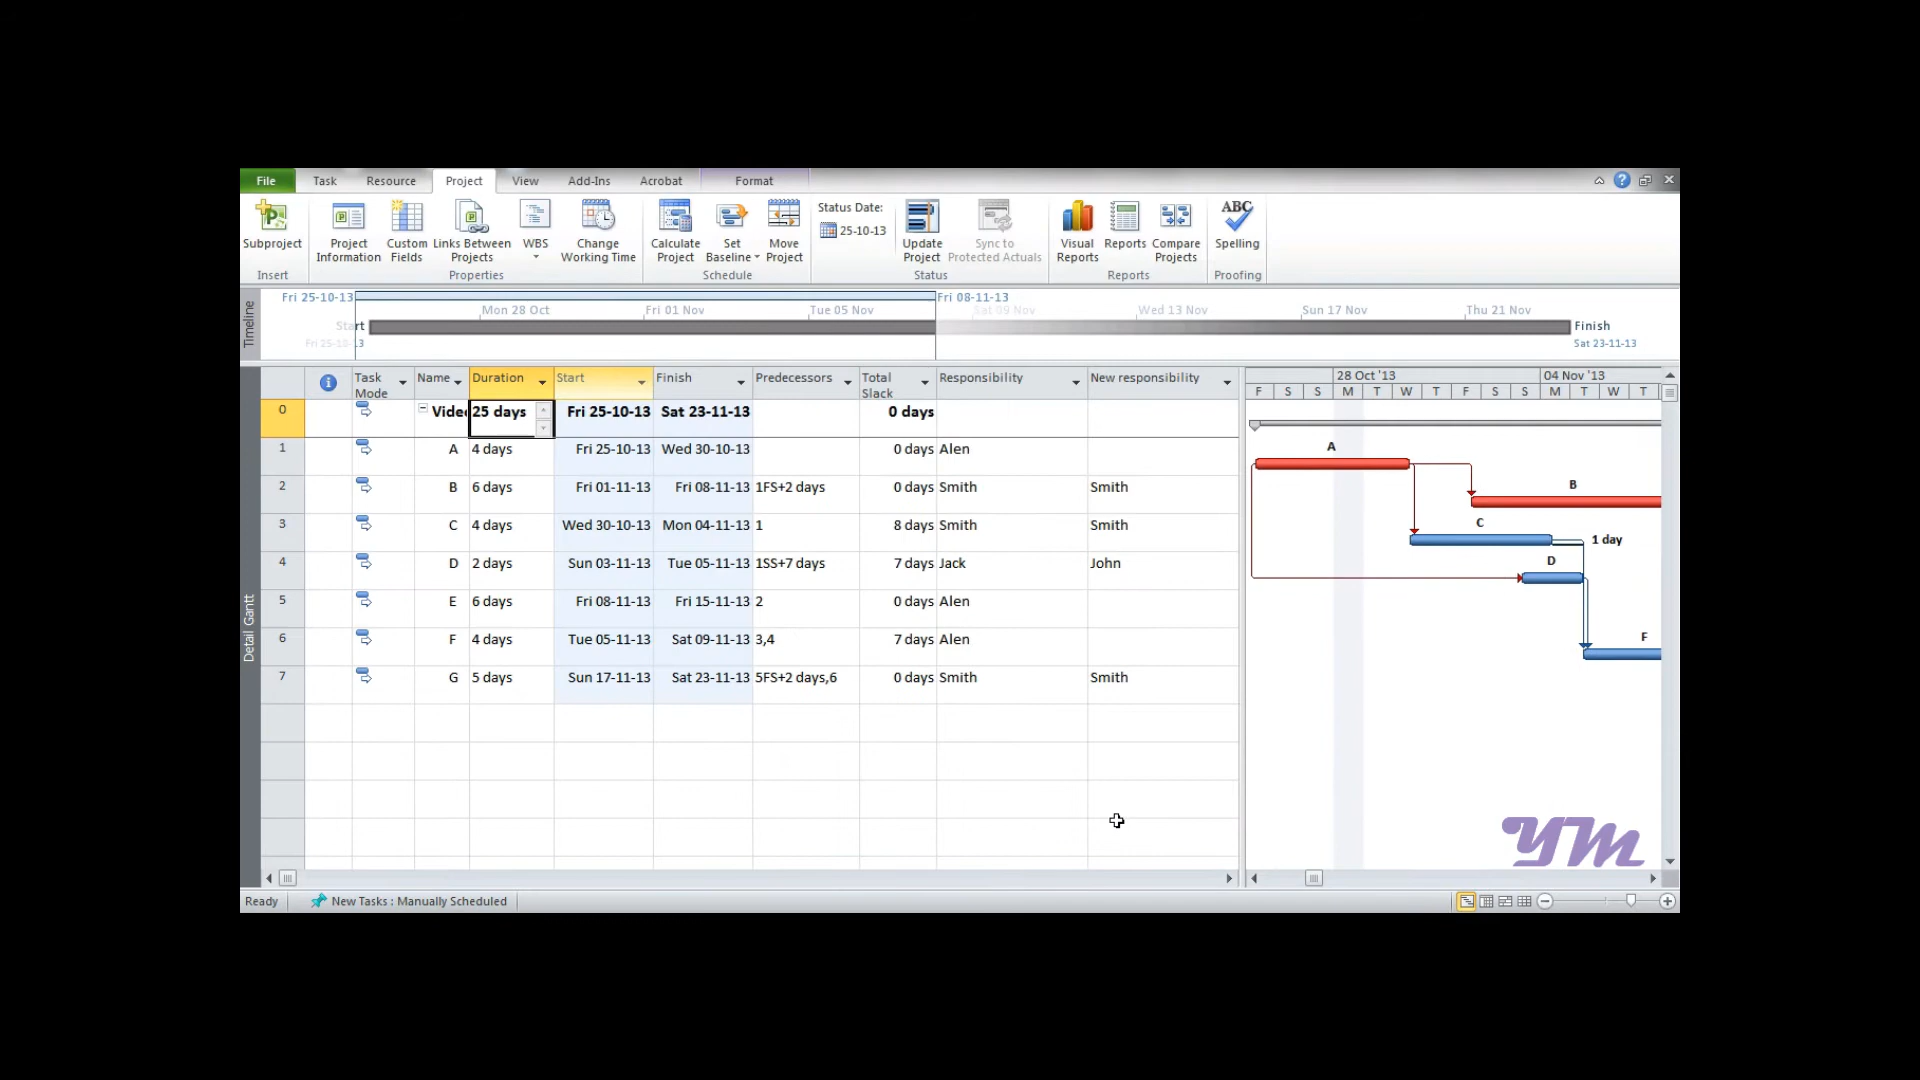 File Task Resource Project View Add-Ins Acrobat Format
Subproject
Project Information
Custom Fields
Links Between Projects
WBS
Change Working Time
Calculate Project
Set Baseline
Move Project
Status Date:
25-10-13
Update Project
Sync to Protected Actuals
Visual Reports
Reports
Compare Projects
ABC
Spelling
Insert Properties Schedule Status Reports Proofing
Timeline
Fri 25-10-13 Fri 08-11-13
Mon 28 Oct Fri 01 Nov Tue 05 Nov Sat 09 Nov Wed 13 Nov Sun 17 Nov Thu 21 Nov
Start Finish
Fri 25-10-13 Sat 23-11-13
Task Mode Name Duration Start Finish Predecessors Total Slack Responsibility New responsibility
28 Oct '13 04 Nov '13
F S S M T W T F S S M T W T
0 25 days Fri 25-10-13 Sat 23-11-13 0 days
1 A 4 days Fri 25-10-13 Wed 30-10-13 0 days Alen
2 B 6 days Fri 01-11-13 Fri 08-11-13 1FS+2 days 0 days Smith Smith
3 C 4 days Wed 30-10-13 Mon 04-11-13 1 8 days Smith Smith
4 D 2 days Sun 03-11-13 Tue 05-11-13 1SS+7 days 7 days Jack John
5 E 6 days Fri 08-11-13 Fri 15-11-13 2 0 days Alen
6 F 4 days Tue 05-11-13 Sat 09-11-13 3,4 7 days Alen
7 G 5 days Sun 17-11-13 Sat 23-11-13 5FS+2 days,6 0 days Smith Smith
A
B
C
1 day
D
F
Detail Gantt
YM
Ready New Tasks : Manually Scheduled